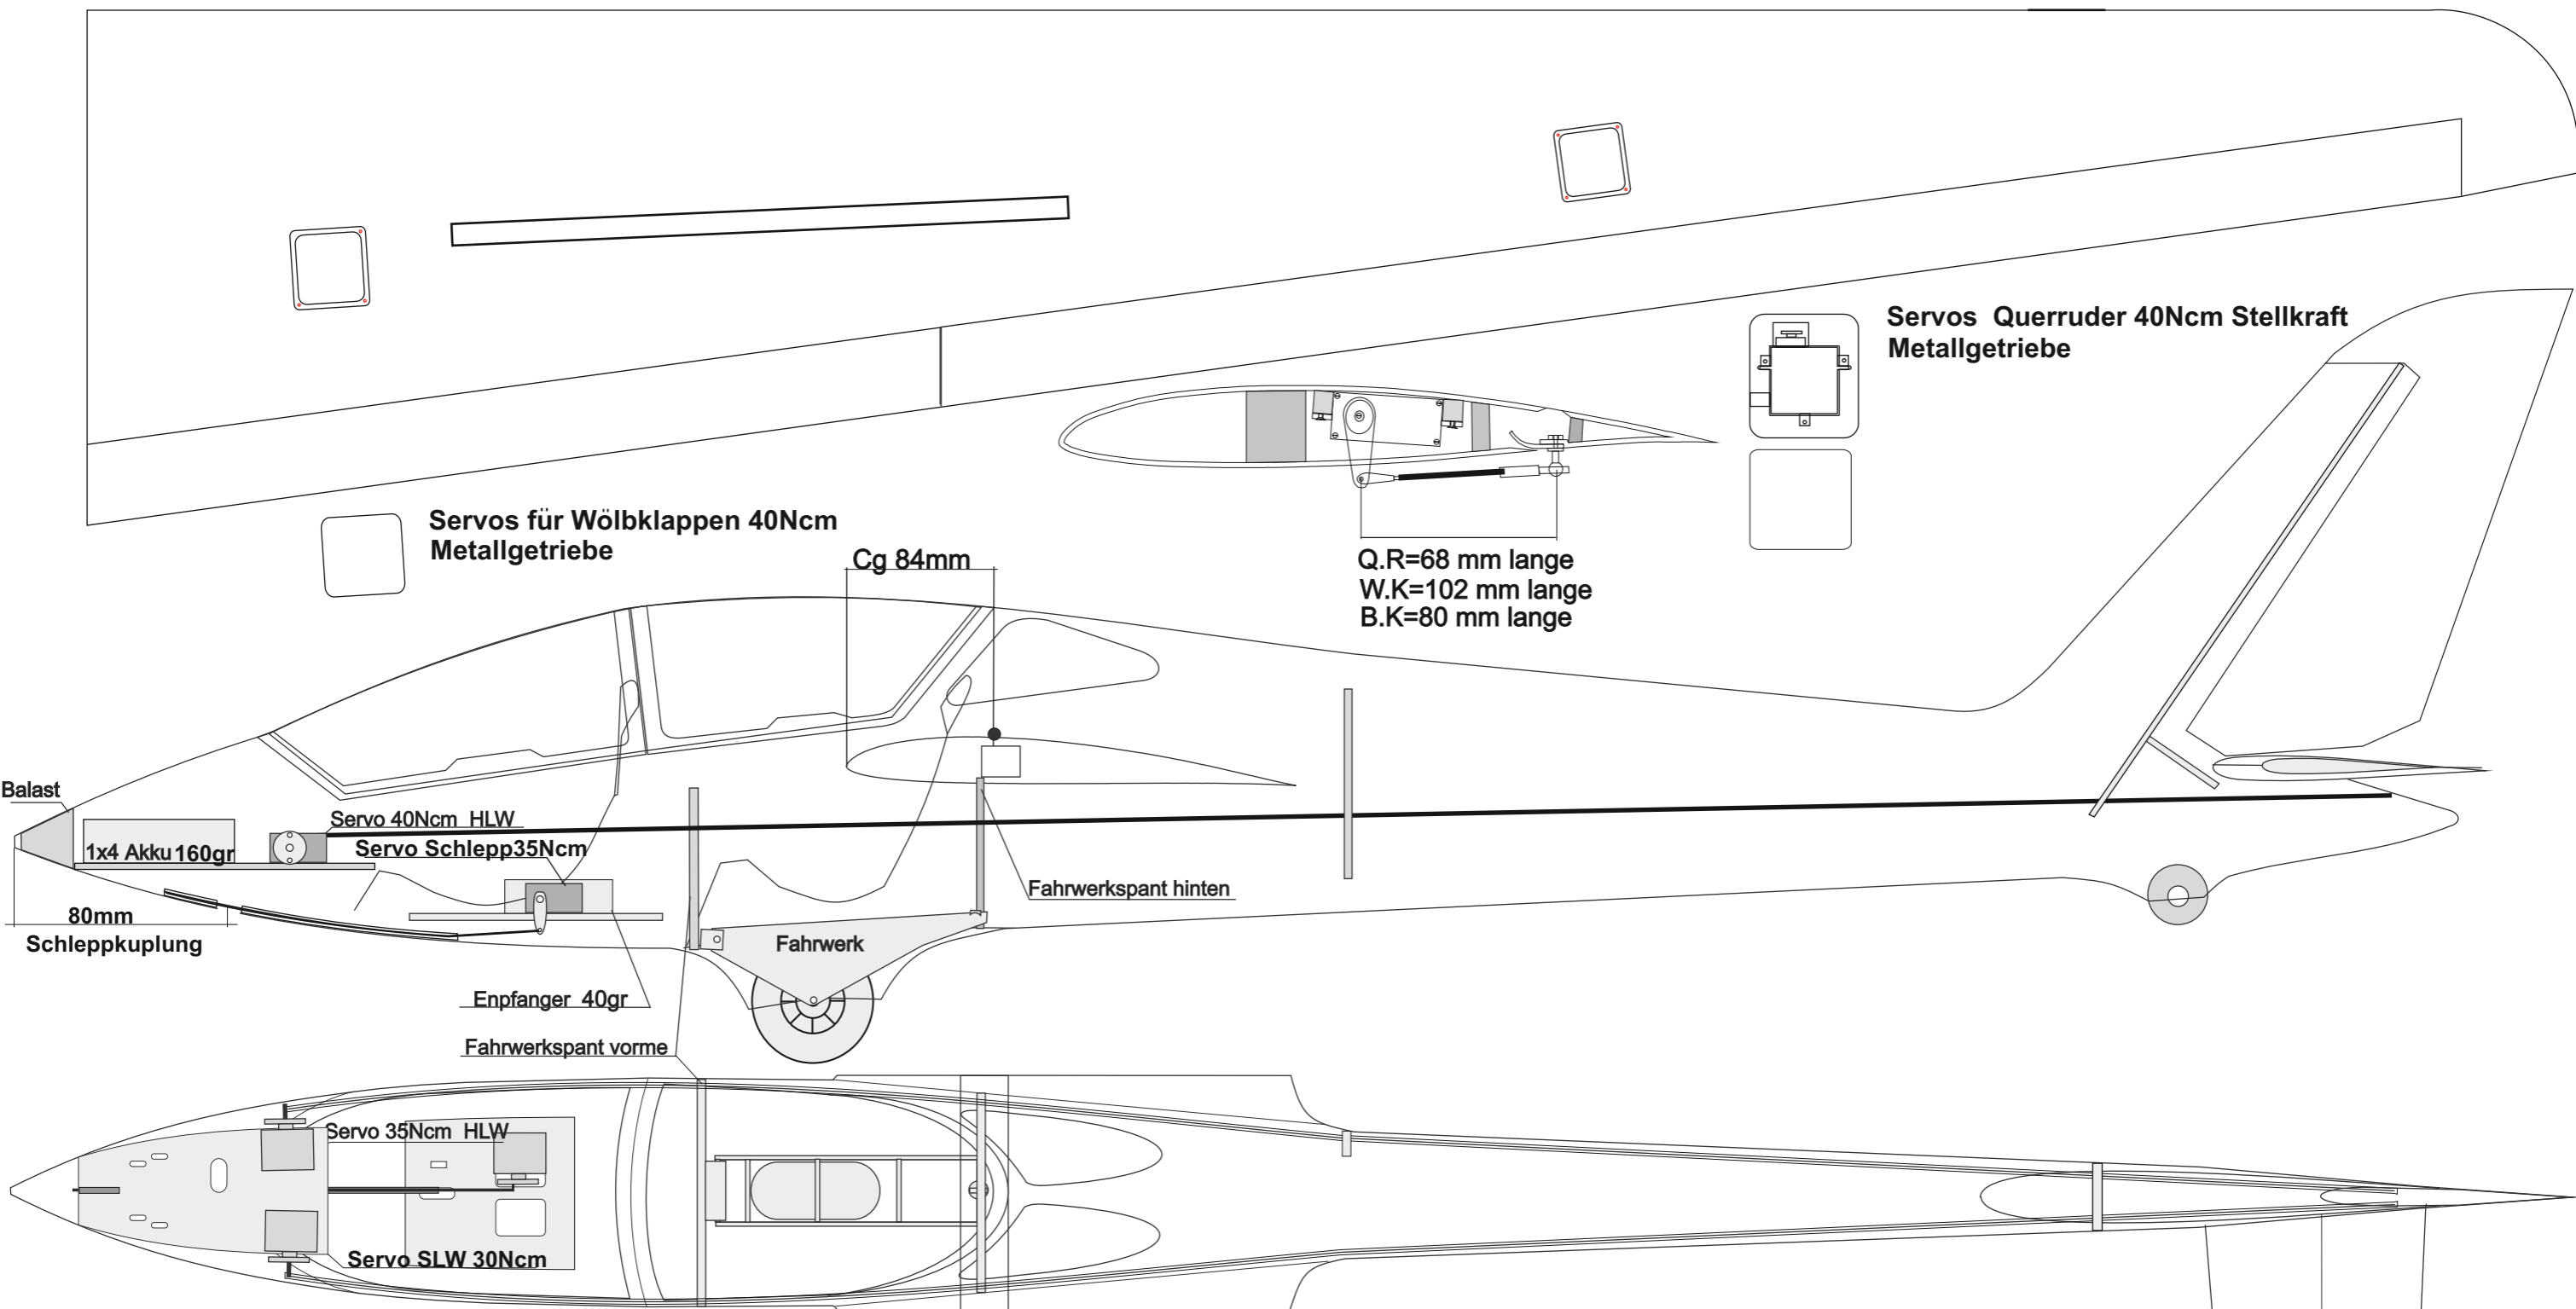 Servos Querruder 40Ncm Stellkraft
Metallgetriebe
Servos für Wölbklappen 40Ncm
Metallgetriebe
Cg 84mm
Q.R=68 mm lange
W.K=102 mm lange
B.K=80 mm lange
Balast
Servo 40Ncm HLW
1x4 Akku 160gr
Servo Schlepp35Ncm
Fahrwerkspant hinten
80mm
Schleppkuplung
Fahrwerk
Enpfanger 40gr
Fahrwerkspant vorme
Servo 35Ncm HLW
Servo SLW 30Ncm